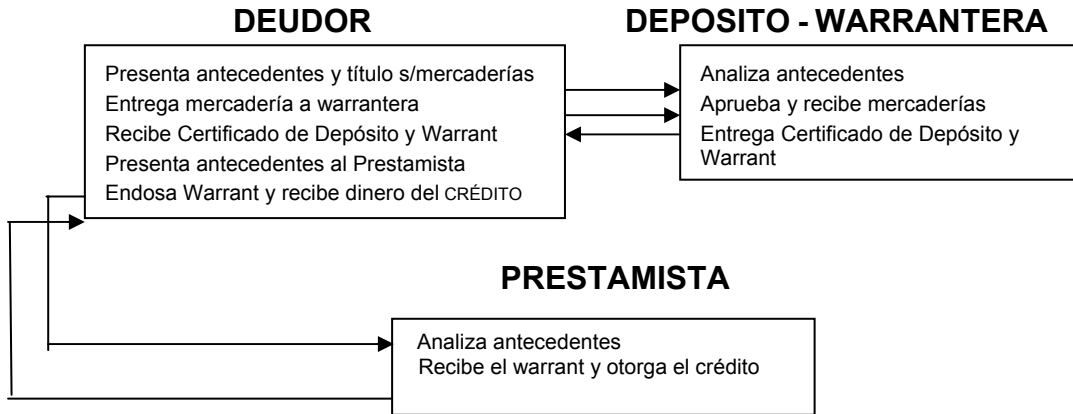 DEUDOR
Presenta antecedentes y título s/mercaderías
Entrega mercadería a warrantera
Recibe Certificado de Depósito y Warrant
Presenta antecedentes al Prestamista
Endosa Warrant y recibe dinero del CRÉDITO
DEPOSITO - WARRANTERA
Analiza antecedentes
Aprueba y recibe mercaderías
Entrega Certificado de Depósito y
Warrant
PRESTAMISTA
Analiza antecedentes
Recibe el warrant y otorga el crédito